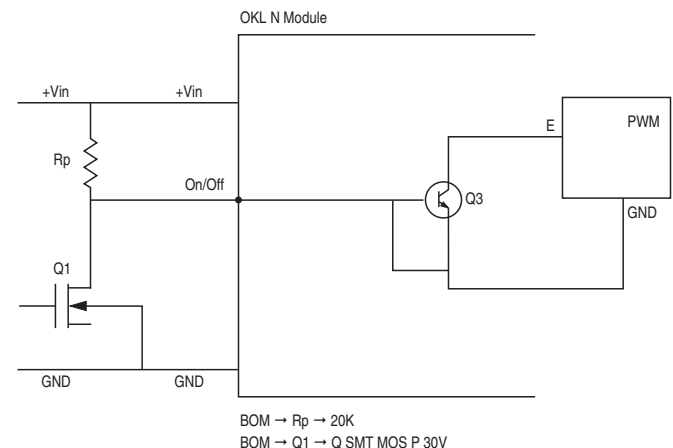 OKL N Module
+Vin
+Vin
PWM
E
Rp
On/Off
Q3
GND
Q1
GND
GND
BOM → Rp → 20K
BOM → Q1 → Q SMT MOS P 30V